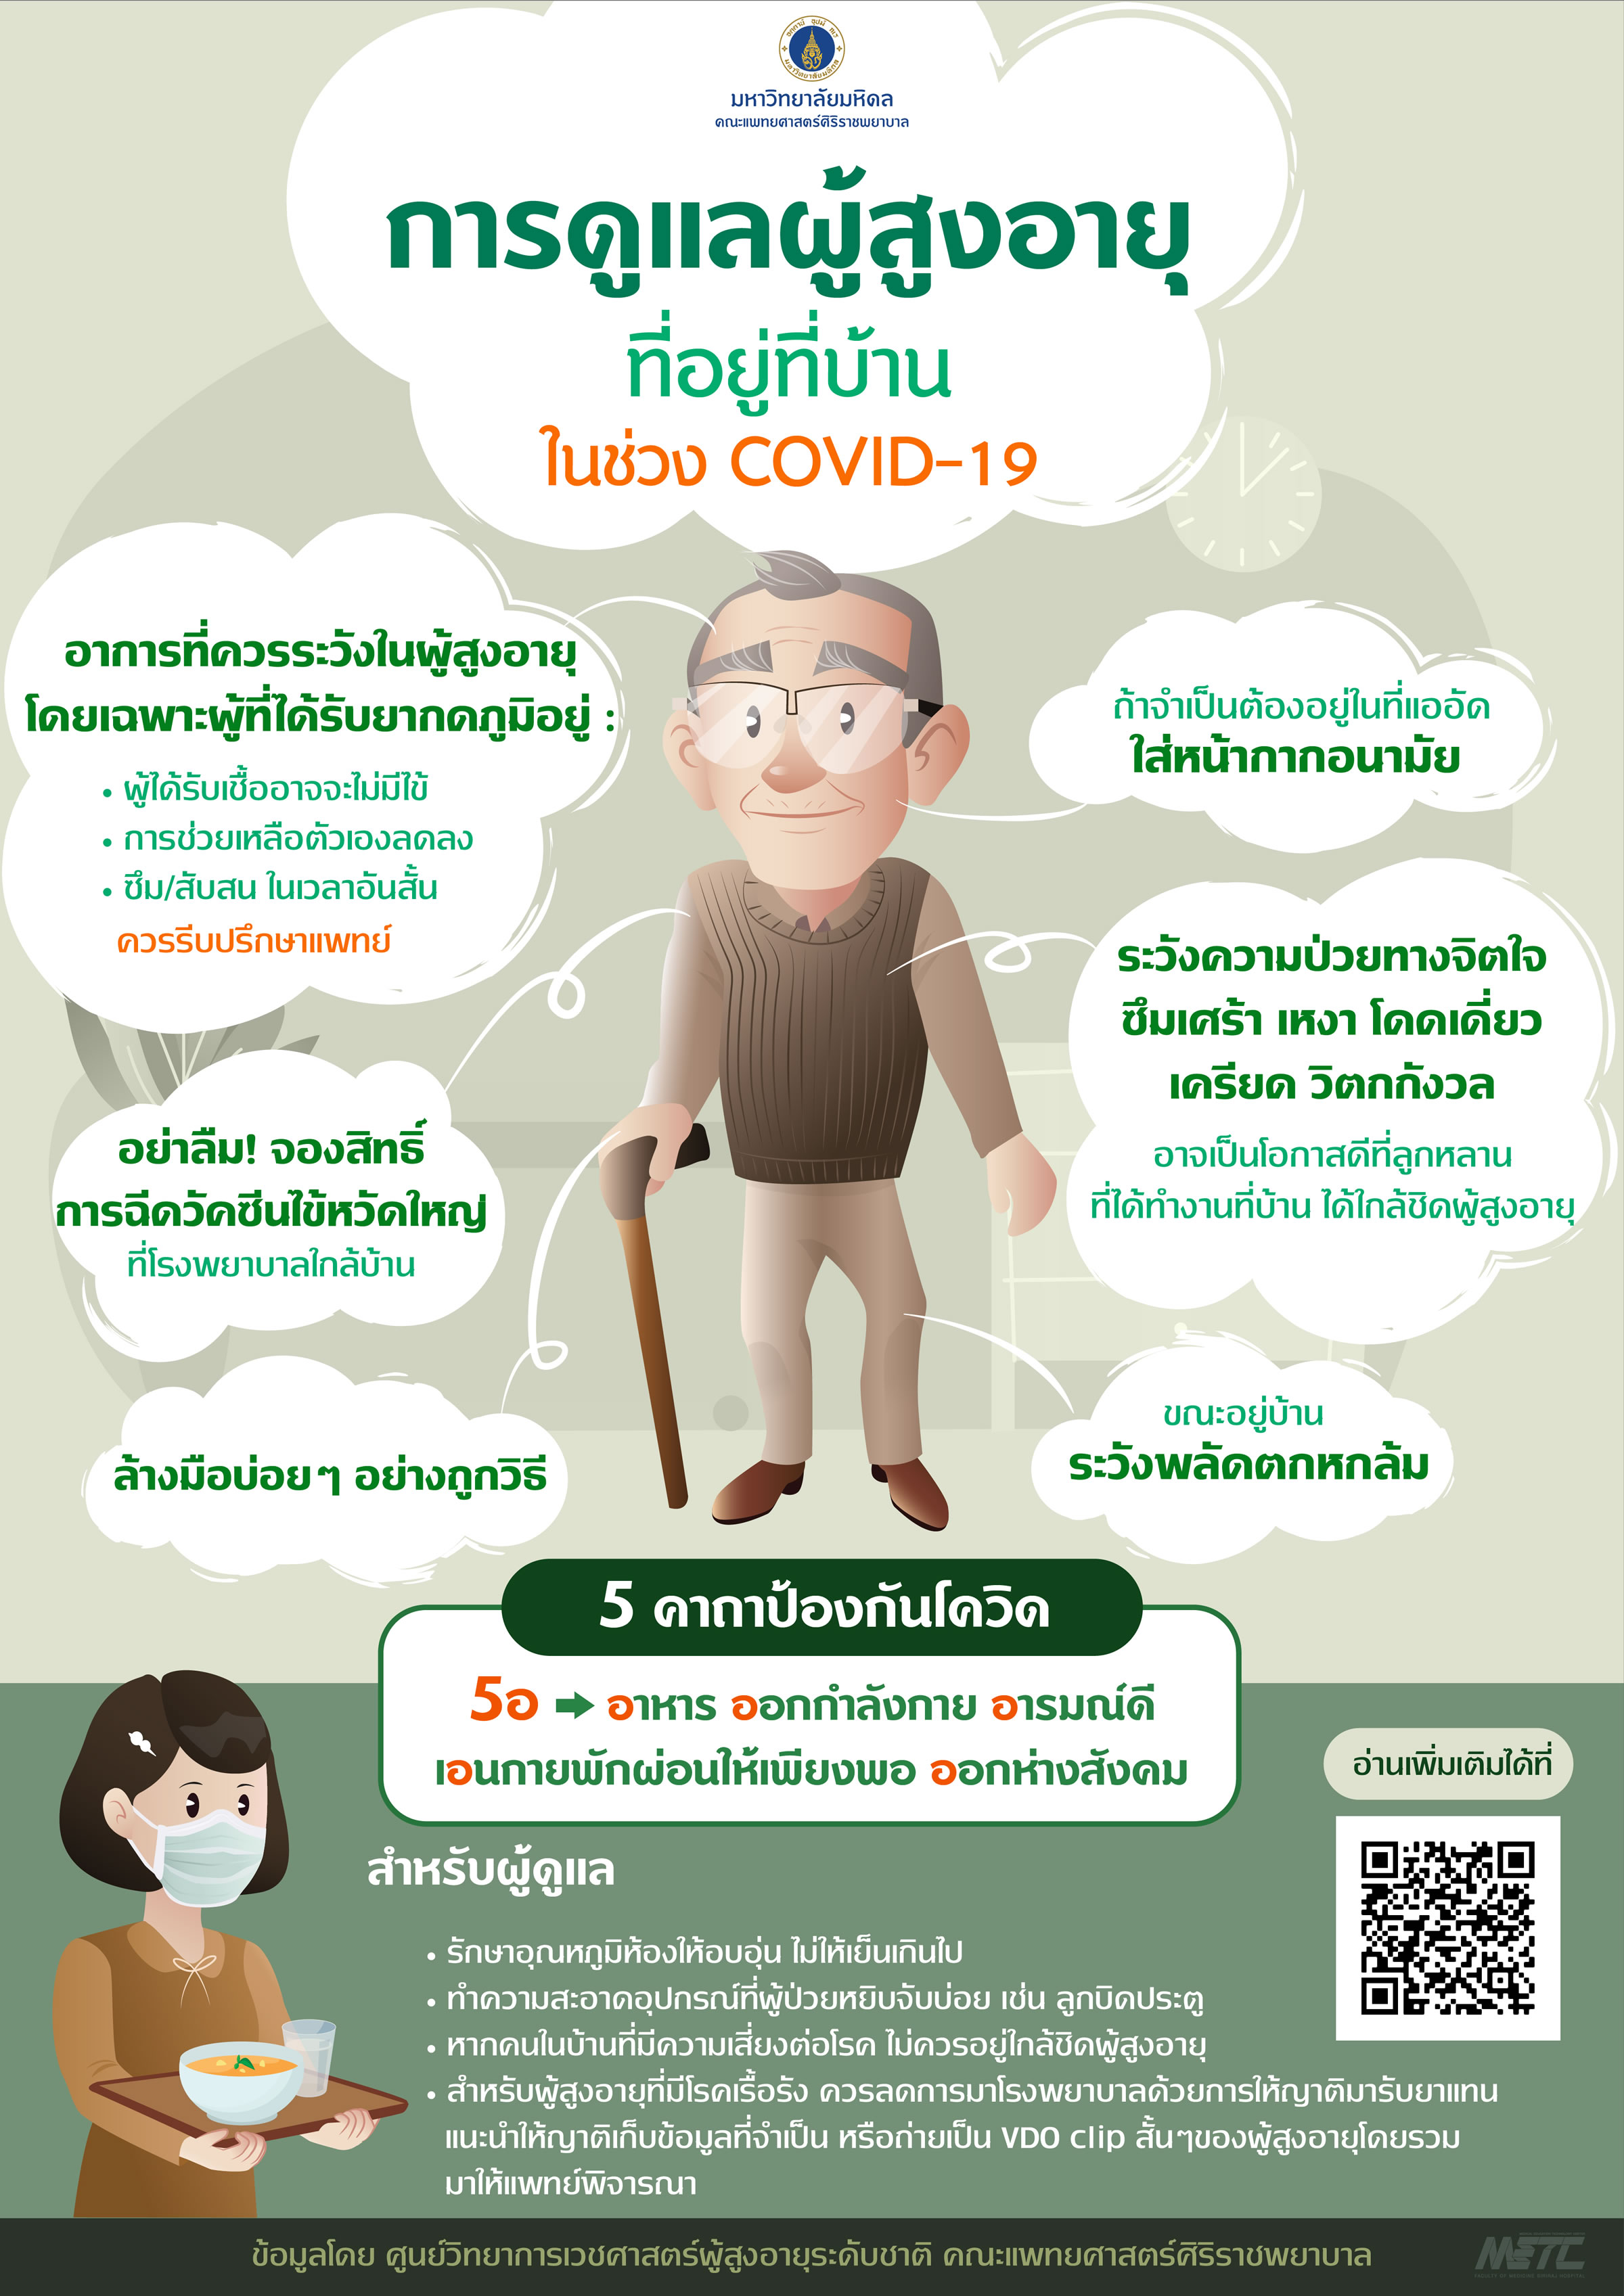 มหาวิทยาลัยมหิดล
คณะแพทยศาสตร์ศิริราชพยาบาล
การดูแลผู้สูงอายุ
ที่อยู่ที่บ้าน
ในช่วง COVID-19
อาการที่ควรระวังในผู้สูงอายุ
โดยเฉพาะผู้ที่ได้รับยากดภูมิอยู่ :
• ผู้ได้รับเชื้ออาจจะไม่มีไข้
• การช่วยเหลือตัวเองลดลง
• ซึม/สับสน ในเวลาอันสั้น
ควรรีบปรึกษาแพทย์
ถ้าจำเป็นต้องอยู่ในที่แออัด
ใส่หน้ากากอนามัย
ระวังความป่วยทางจิตใจ
ซึมเศร้า เหงา โดดเดี่ยว
เครียด วิตกกังวล
อาจเป็นโอกาสดีที่ลูกหลาน
ที่ได้ทำงานที่บ้าน ได้ใกล้ชิดผู้สูงอายุ
อย่าลืม! จองสิทธิ์
การฉีดวัคซีนไข้หวัดใหญ่
ที่โรงพยาบาลใกล้บ้าน
ล้างมือบ่อยๆ อย่างถูกวิธี
ขณะอยู่บ้าน
ระวังพลัดตกหกล้ม
5 คาถาป้องกันโควิด
5อ ➡ อาหาร ออกกำลังกาย อารมณ์ดี
เอนกายพักผ่อนให้เพียงพอ ออกห่างสังคม
อ่านเพิ่มเติมได้ที่
สำหรับผู้ดูแล
• รักษาอุณหภูมิห้องให้อบอุ่น ไม่ให้เย็นเกินไป
• ทำความสะอาดอุปกรณ์ที่ผู้ป่วยหยิบจับบ่อย เช่น ลูกบิดประตู
• หากคนในบ้านที่มีความเสี่ยงต่อโรค ไม่ควรอยู่ใกล้ชิดผู้สูงอายุ
• สำหรับผู้สูงอายุที่มีโรคเรื้อรัง ควรลดการมาโรงพยาบาลด้วยการให้ญาติมารับยาแทน
แนะนำให้ญาติเก็บข้อมูลที่จำเป็น หรือถ่ายเป็น VDO clip สั้นๆของผู้สูงอายุโดยรวม
มาให้แพทย์พิจารณา
ข้อมูลโดย ศูนย์วิทยาการเวชศาสตร์ผู้สูงอายุระดับชาติ คณะแพทยศาสตร์ศิริราชพยาบาล